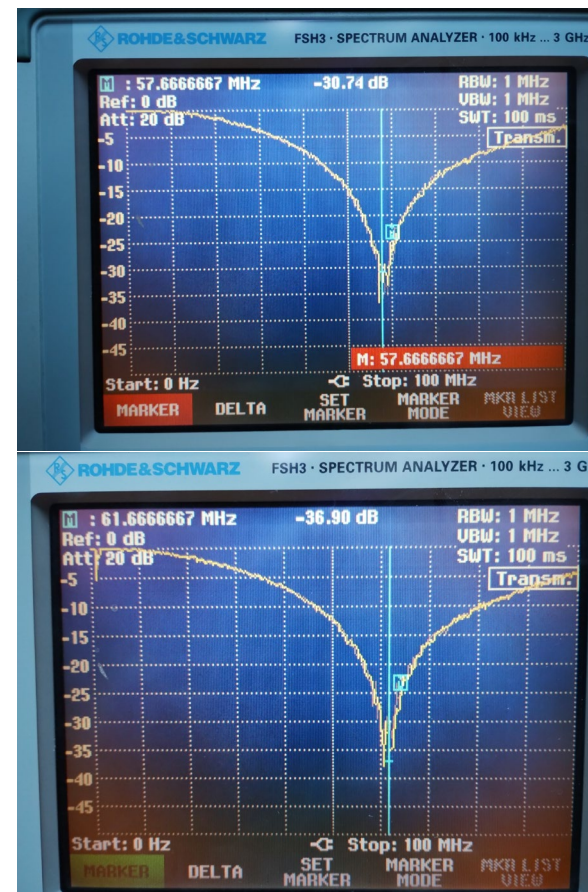 ROHDE&SCHWARZ FSH3 · SPECTRUM ANALYZER · 100 kHz ... 3 GHz
M : 57.6666667 MHz -30.74 dB RBW: 1 MHz
Ref: 0 dB VBW: 1 MHz
Att: 20 dB SWT: 100 ms
Transm.
-5
-10
-15
-20
-25
-30
-35
-40
-45
M: 57.6666667 MHz
Start: 0 Hz Stop: 100 MHz
MARKER DELTA SET MARKER MARKER MODE MKR LIST VIEW
ROHDE&SCHWARZ FSH3 · SPECTRUM ANALYZER · 100 kHz ... 3 G
M : 61.6666667 MHz -36.90 dB RBW: 1 MHz
Ref: 0 dB VBW: 1 MHz
Att: 20 dB SWT: 100 ms
-5 Transm.
-10
-15
-20
-25
-30
-35
-40
-45
Start: 0 Hz Stop: 100 MHz
MARKER DELTA SET MARKER MARKER MODE MKR LIST VIEW